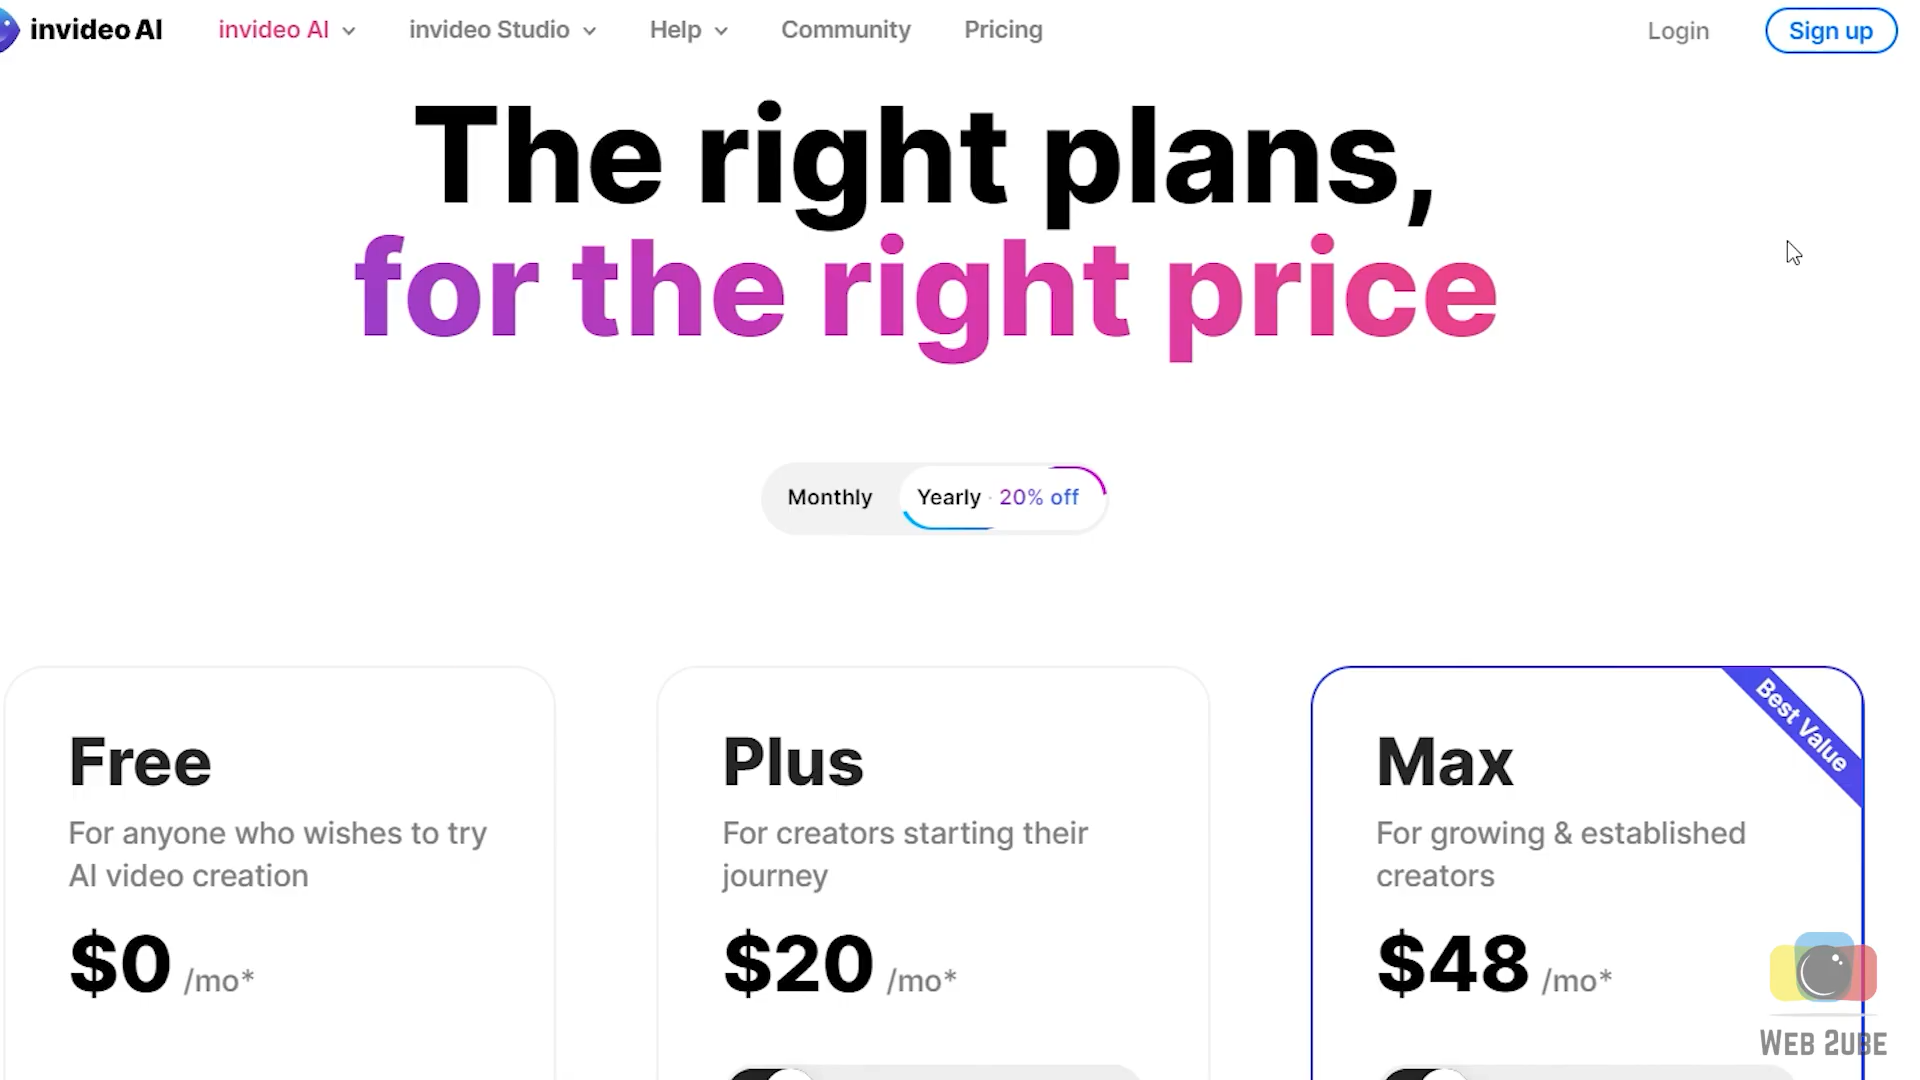 invideo AI
invideo AI
invideo Studio
Help
Community
Pricing
Login
Sign up
The right plans,
for the right price
Monthly
Yearly · 20% off
Free
For anyone who wishes to try
AI video creation
$0 /mo*
Plus
For creators starting their
journey
$20 /mo*
Best Value
Max
For growing & established
creators
$48 /mo*
WEB 2UBE